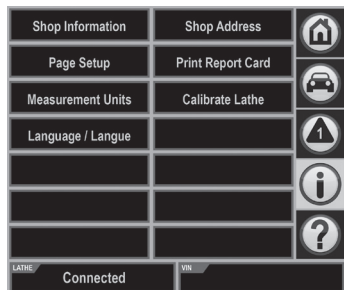 Shop Information
Shop Address
Page Setup
Print Report Card
Measurement Units
Calibrate Lathe
Language / Langue
1
i
?
LATHE
Connected
VIN